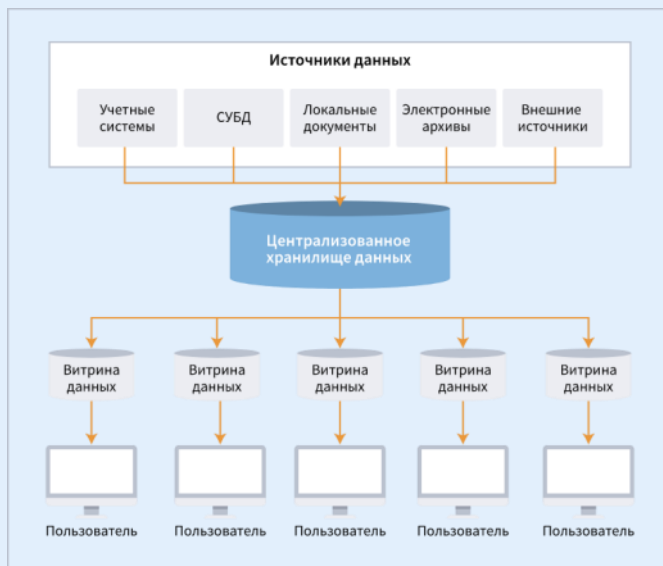 Источники данных
Учетные
системы
СУБД
Локальные
документы
Электронные
архивы
Внешние
источники
Централизованное
хранилище данных
Витрина
данных
Витрина
данных
Витрина
данных
Витрина
данных
Витрина
данных
Пользователь
Пользователь
Пользователь
Пользователь
Пользователь